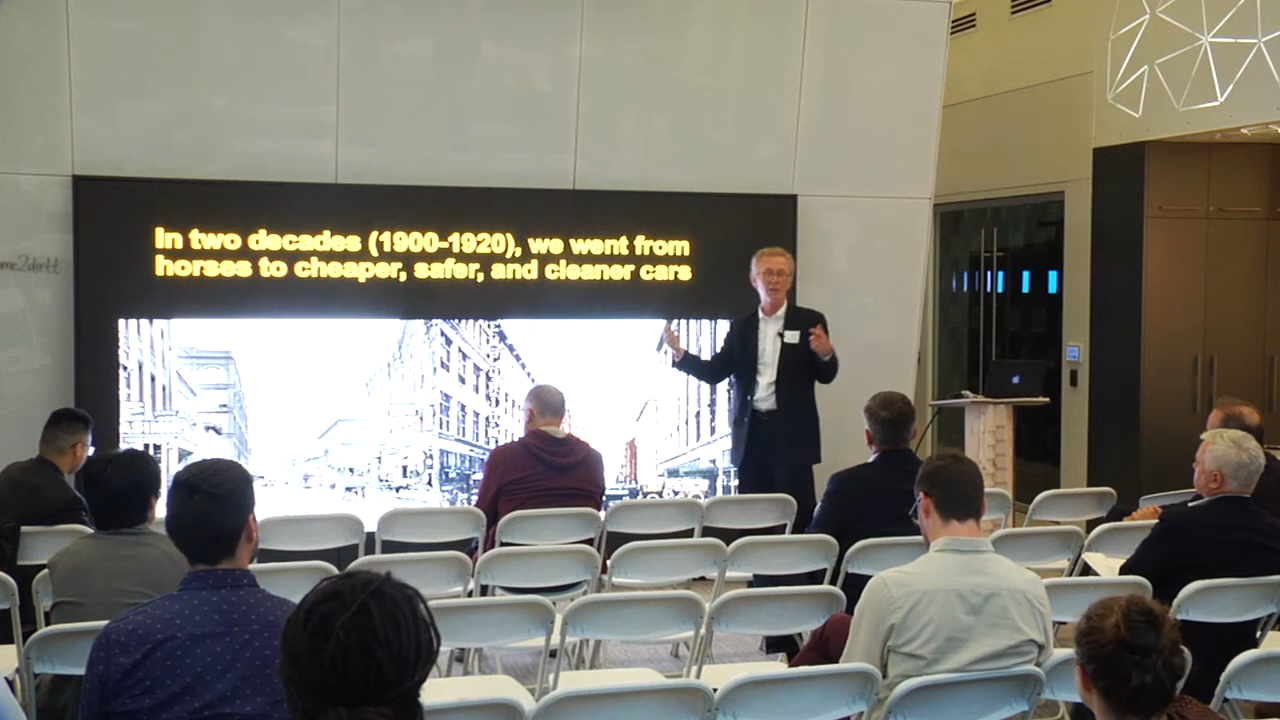 In two decades (1900-1920), we went from
horses to cheaper, safer, and cleaner cars